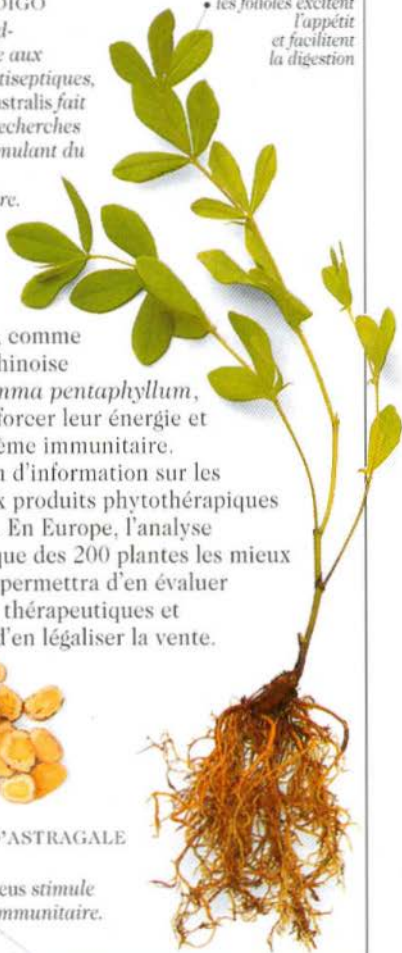 DIGO
d-
e aux
tiseptiques,
stralis fait
echerches
mulant du
re.
les folioles excitent
l'appétit
et facilitent
la digestion
, comme
hinoise
mma pentaphyllum,
forcer leur énergie et
ème immunitaire.
n d'information sur les
x produits phytothérapiques
. En Europe, l'analyse
que des 200 plantes les mieux
permettra d'en évaluer
thérapeutiques et
d'en légaliser la vente.
'ASTRAGALE
eus stimule
mmunitaire.